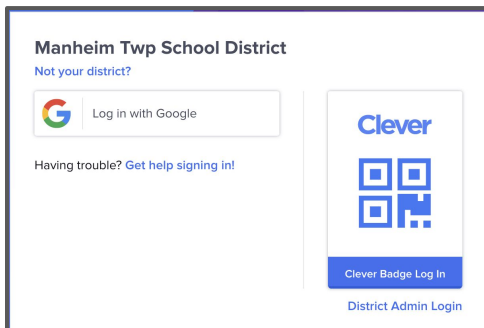 Manheim Twp School District
Not your district?
Log in with Google
Having trouble? Get help signing in!
Clever
Clever Badge Log In
District Admin Login